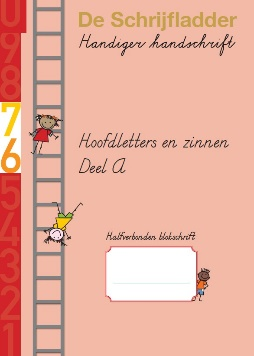 De Schrijfladder
Handiger handschrift
Hoofdletters en zinnen
Deel A
Halfverbonden blokschrift
U
9
8
7
6
5
4
3
2
1